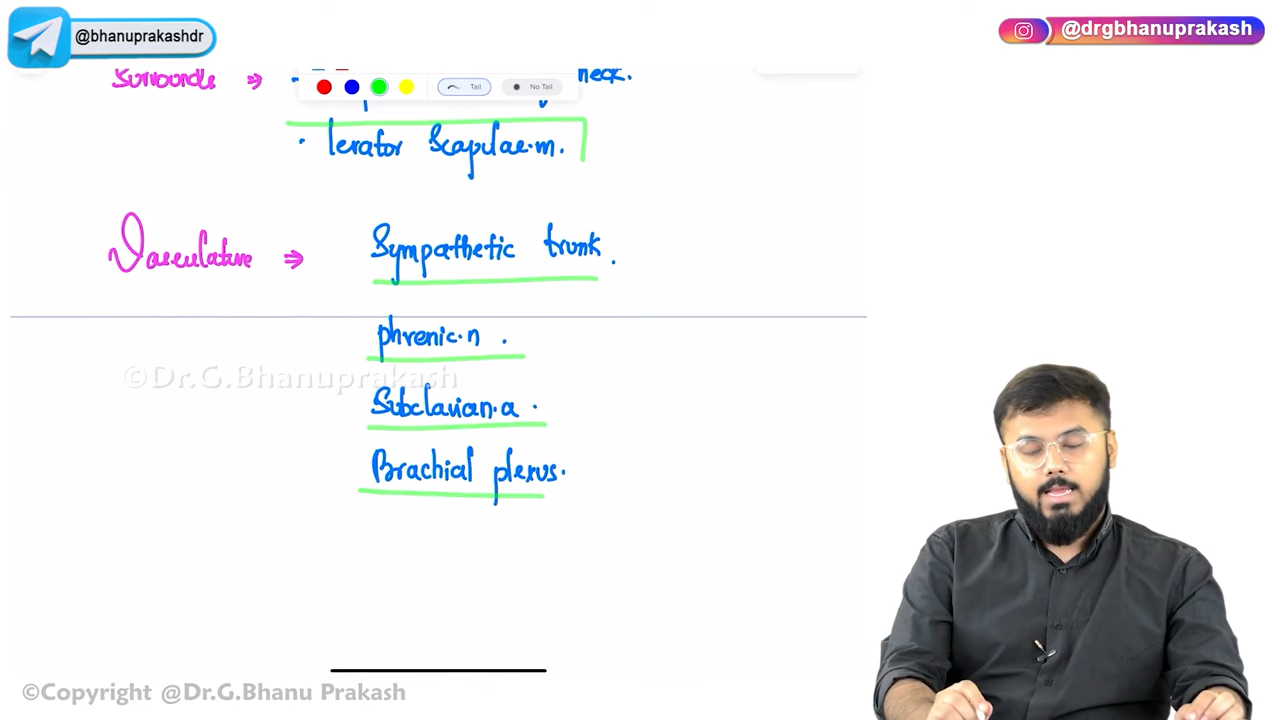 @bhanuprakashdr
@drgbhanuprakash
Surrounds ⇒
neck.
Tail
No Tail
· levator Scapulae.m.
Vasculature ⇒ Sympathetic trunk.
phrenic.n.
©Dr.G.Bhanuprakash
Subclavian.a.
Brachial plexus.
©Copyright @Dr.G.Bhanu Prakash